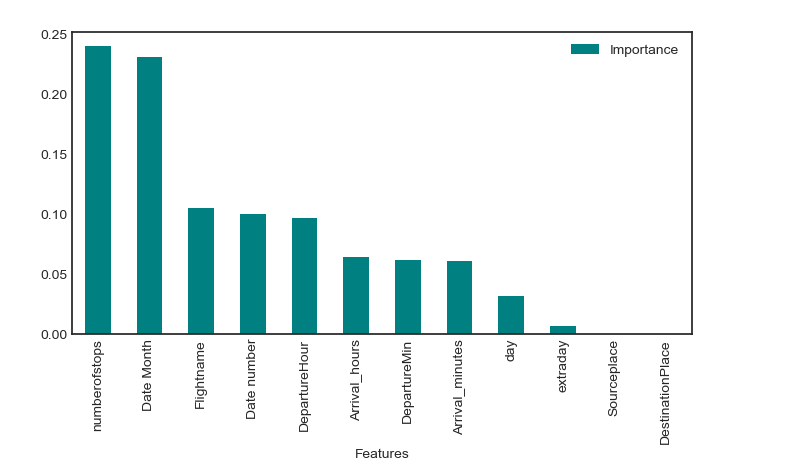 0.25
0.20
0.15
0.10
0.05
0.00
Importance
numberofstops
Date Month
Flightname
Date number
DepartureHour
Arrival_hours
DepartureMin
Arrival_minutes
day
extraday
Sourceplace
DestinationPlace
Features